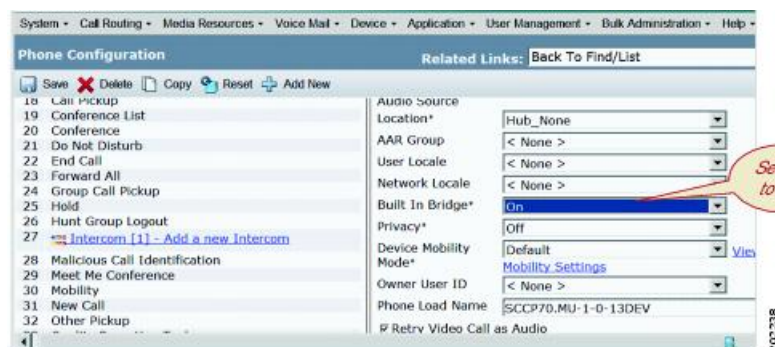 System Call Routing Media Resources Voice Mail Device Application User Management Bulk Administration Help
Phone Configuration Related Links: Back To Find/List
Save Delete Copy Reset Add New
18 Call Pickup
19 Conference List
20 Conference
21 Do Not Disturb
22 End Call
23 Forward All
24 Group Call Pickup
25 Hold
26 Hunt Group Logout
27 Intercom [1] - Add a new Intercom
28 Malicious Call Identification
29 Meet Me Conference
30 Mobility
31 New Call
32 Other Pickup
Audio Source
Location* Hub_None
AAR Group < None >
User Locale < None >
Network Locale < None >
Built In Bridge* On
Privacy* Off
Device Mobility Mode* Default View
Mobility Settings
Owner User ID < None >
Phone Load Name SCCP70.MU-1-0-13DEV
Retry Video Call as Audio
Se
to